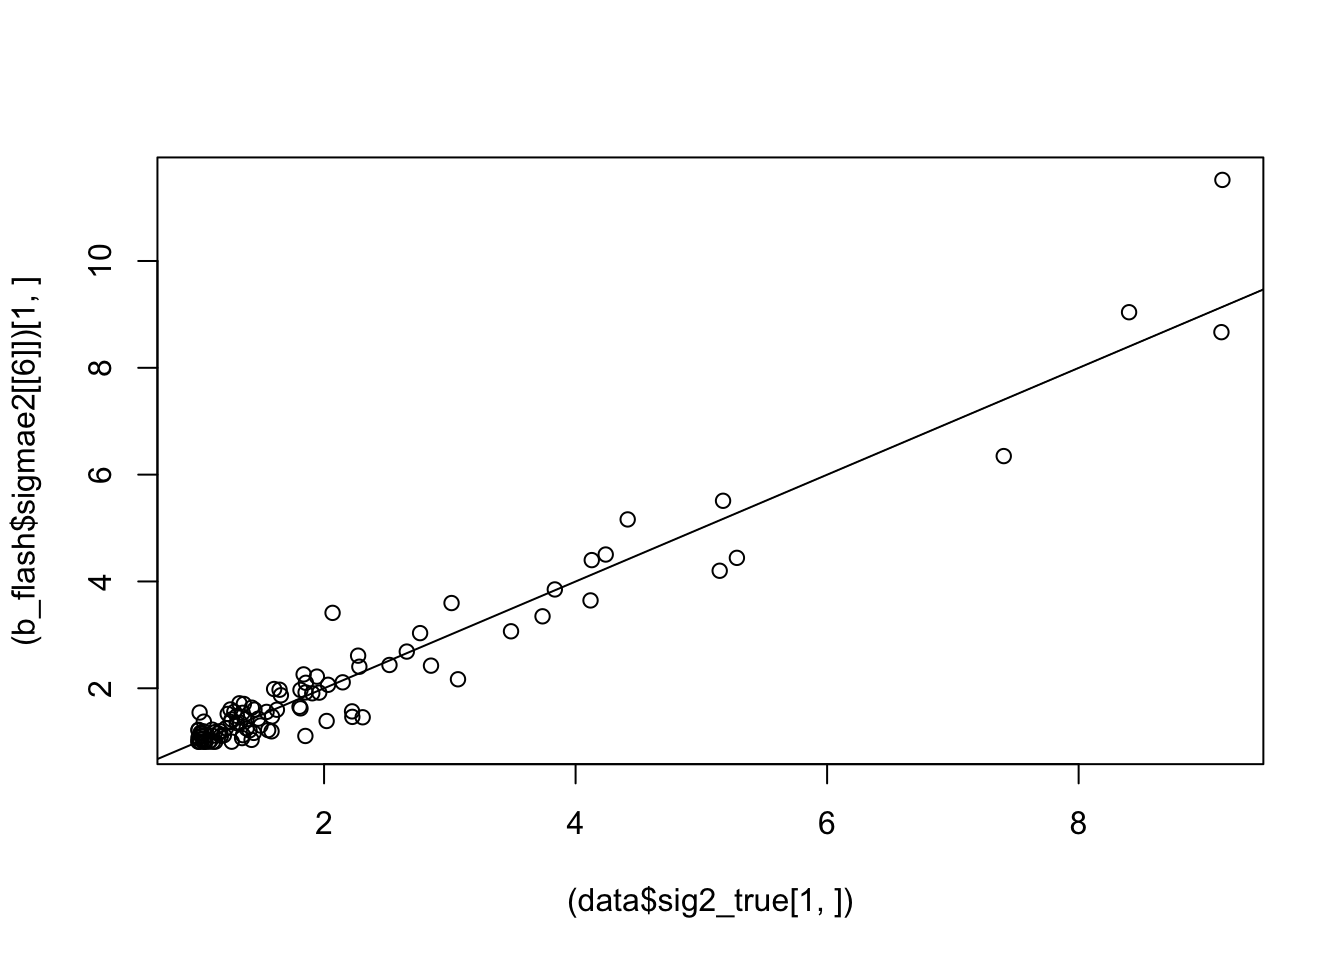 (b_flash$sigmae2[[6]])[1, ]
10
8
6
4
2
2 4 6 8
(data$sig2_true[1, ])